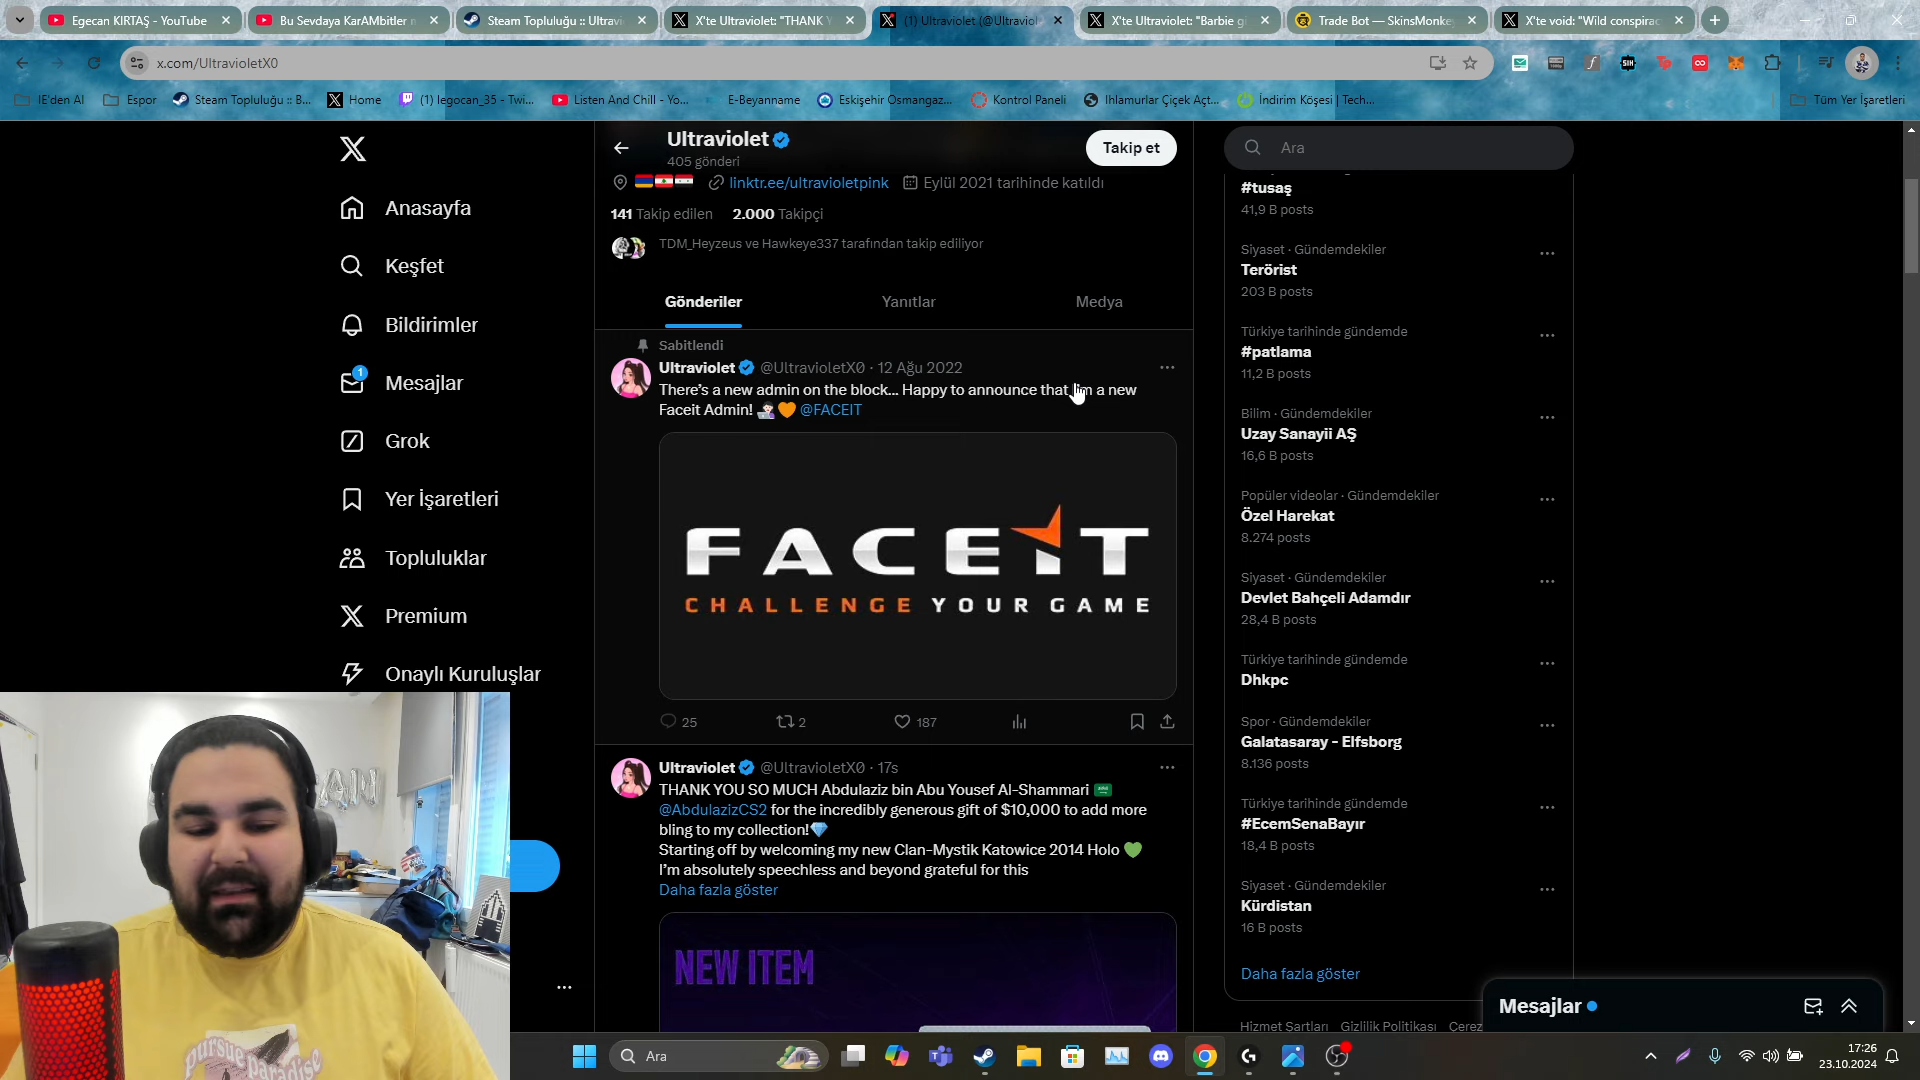 Egecan KIRTAŞ - YouTube
Bu Sevdaya KarAMbitler
Steam Topluluğu :: Ultravi
X'te Ultraviolet: "THANK Y
(1) Ultraviolet (@Ultraviol
X'te Ultraviolet: "Barbie g
Trade Bot — SkinsMonke
X'te void: "Wild conspirac
x.com/UltravioletX0
IE'den Al
Espor
Steam Topluluğu :: B...
Home
(1) legocan_35 - Twi...
Listen And Chill - Yo...
E-Beyanname
Eskişehir Osmangaz...
Kontrol Paneli
Ihlamurlar Çiçek Açt...
İndirim Köşesi | Tech...
Tüm Yer İşaretleri
Anasayfa
Keşfet
Bildirimler
1
Mesajlar
Grok
Yer İşaretleri
Topluluklar
Premium
Onaylı Kuruluşlar
Ultraviolet
405 gönderi
Takip et
linktr.ee/ultravioletpink Eylül 2021 tarihinde katıldı
141 Takip edilen 2.000 Takipçi
TDM_Heyzeus ve Hawkeye337 tarafından takip ediliyor
Gönderiler Yanıtlar Medya
Sabitlendi
Ultraviolet @UltravioletX0 · 12 Ağu 2022
There's a new admin on the block... Happy to announce that I'm a new
Faceit Admin! @FACEIT
FACEIT
CHALLENGE YOUR GAME
25 2 187
Ultraviolet @UltravioletX0 · 17s
THANK YOU SO MUCH Abdulaziz bin Abu Yousef Al-Shammari
@AbdulazizCS2 for the incredibly generous gift of $10,000 to add more
bling to my collection!
Starting off by welcoming my new Clan-Mystik Katowice 2014 Holo
I'm absolutely speechless and beyond grateful for this
Daha fazla göster
NEW ITEM
Ara
#tusaş
41,9 B posts
Siyaset · Gündemdekiler
Terörist
203 B posts
Türkiye tarihinde gündemde
#patlama
11,2 B posts
Bilim · Gündemdekiler
Uzay Sanayii AŞ
16,6 B posts
Popüler videolar · Gündemdekiler
Özel Harekat
8.274 posts
Siyaset · Gündemdekiler
Devlet Bahçeli Adamdır
28,4 B posts
Türkiye tarihinde gündemde
Dhkpc
Spor · Gündemdekiler
Galatasaray - Elfsborg
8.136 posts
Türkiye tarihinde gündemde
#EcemSenaBayır
18,4 B posts
Siyaset · Gündemdekiler
Kürdistan
16 B posts
Daha fazla göster
Hizmet Şartları Gizlilik Politikası Çerez
Mesajlar
pursue
paradise
Ara
17:26
23.10.2024